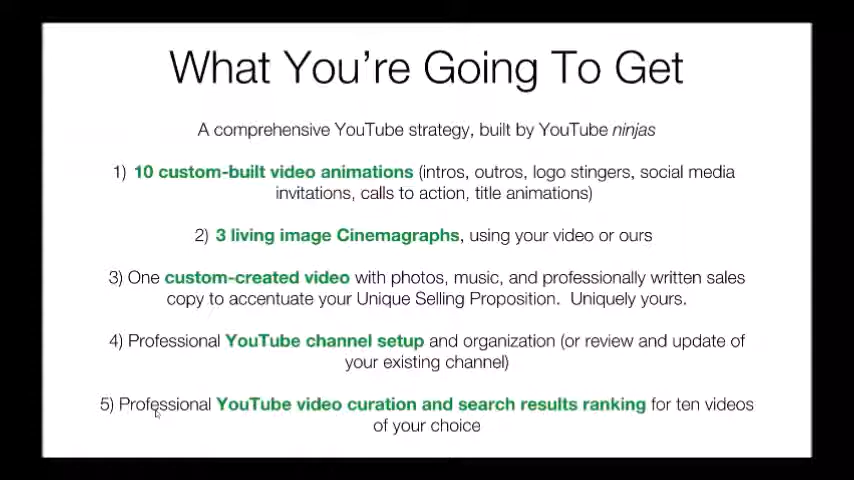 What You're Going To Get
A comprehensive YouTube strategy, built by YouTube ninjas
1) 10 custom-built video animations (intros, outros, logo stingers, social media
invitations, calls to action, title animations)
2) 3 living image Cinemagraphs, using your video or ours
3) One custom-created video with photos, music, and professionally written sales
copy to accentuate your Unique Selling Proposition.  Uniquely yours.
4) Professional YouTube channel setup and organization (or review and update of
your existing channel)
5) Professional YouTube video curation and search results ranking for ten videos
of your choice